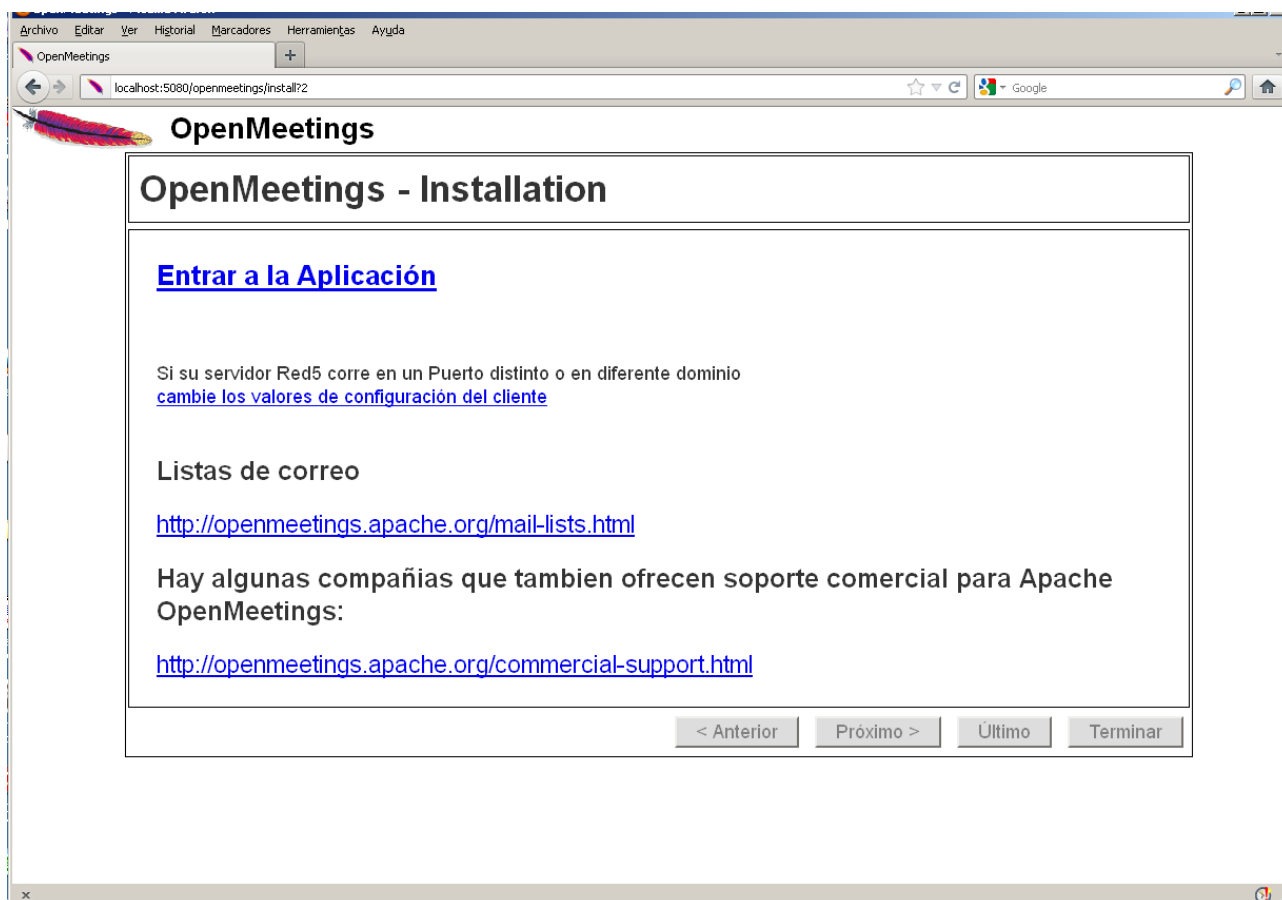 Archivo Editar Ver Historial Marcadores Herramientas Ayuda
OpenMeetings +
localhost:5080/openmeetings/install?2 Google
OpenMeetings
OpenMeetings - Installation
Entrar a la Aplicación
Si su servidor Red5 corre en un Puerto distinto o en diferente dominio
cambie los valores de configuración del cliente
Listas de correo
http://openmeetings.apache.org/mail-lists.html
Hay algunas compañias que tambien ofrecen soporte comercial para Apache
OpenMeetings:
http://openmeetings.apache.org/commercial-support.html
< Anterior Próximo > Último Terminar